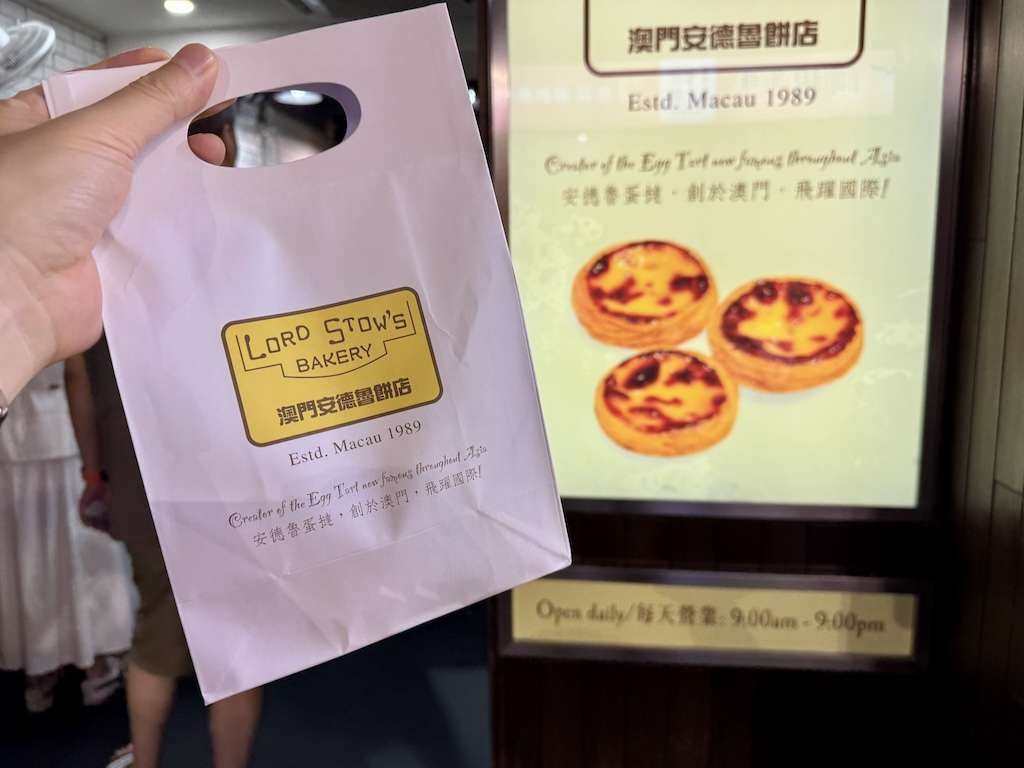 LORD STOW'S
BAKERY
澳門安德魯餅店
Estd. Macau 1989
Creator of the Egg Tart now famous throughout Asia
安德魯蛋撻，創於澳門，飛躍國際!
澳門安德魯餅店
Estd. Macau 1989
Creator of the Egg Tart now famous throughout Asia
安德魯蛋撻．創於澳門．飛躍國際!
Open daily/每天營業: 9.00am - 9.00pm